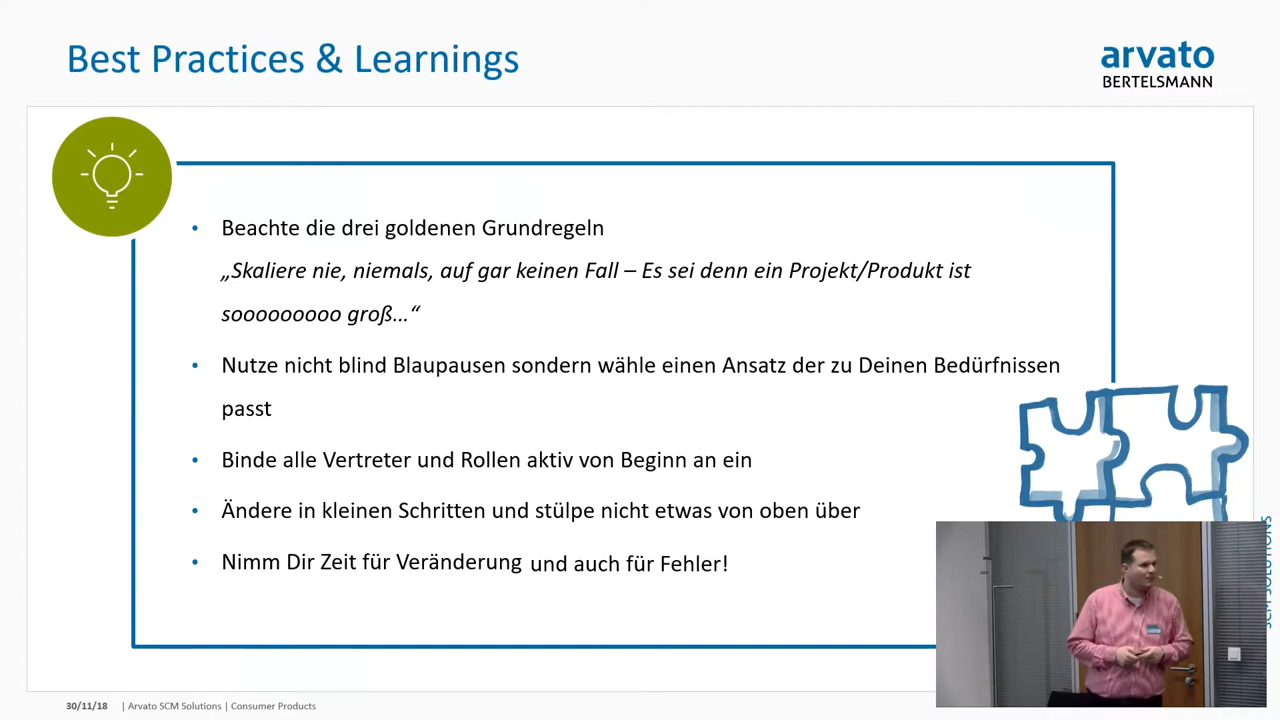 Best Practices & Learnings
arvato
BERTELSMANN
• Beachte die drei goldenen Grundregeln
„Skaliere nie, niemals, auf gar keinen Fall – Es sei denn ein Projekt/Produkt ist
sooooooooo groß…“
• Nutze nicht blind Blaupausen sondern wähle einen Ansatz der zu Deinen Bedürfnissen
passt
• Binde alle Vertreter und Rollen aktiv von Beginn an ein
• Ändere in kleinen Schritten und stülpe nicht etwas von oben über
• Nimm Dir Zeit für Veränderung und auch für Fehler!
SCM SOLUTIONS
30/11/18 | Arvato SCM Solutions | Consumer Products